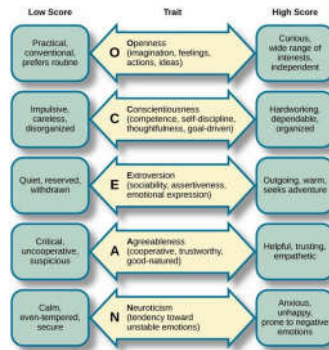 Low Score
Trait
High Score
Practical,
conventional,
prefers routine
O
Openness
(imagination, feelings,
actions, ideas)
Curious,
wide range of
interests,
independent
Impulsive,
careless,
disorganized
C
Conscientiousness
(competence, self-discipline,
thoughtfulness, goal-driven)
Hardworking,
dependable,
organized
Quiet, reserved,
withdrawn
E
Extroversion
(sociability, assertiveness,
emotional expression)
Outgoing, warm,
seeks adventure
Critical,
uncooperative,
suspicious
A
Agreeableness
(cooperative, trustworthy,
good-natured)
Helpful, trusting,
empathetic
Calm,
even-tempered,
secure
N
Neuroticism
(tendency toward
unstable emotions)
Anxious,
unhappy,
prone to negative
emotions